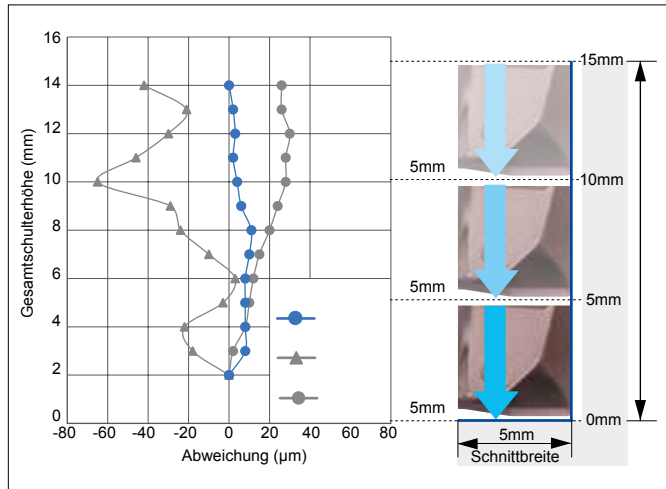 Gesamtschulterhöhe (mm)
16
14
12
10
8
6
4
2
0
-80 -60 -40 -20 0 20 40 60 80
Abweichung (µm)
15mm
5mm
10mm
5mm
5mm
5mm
0mm
5mm
Schnittbreite